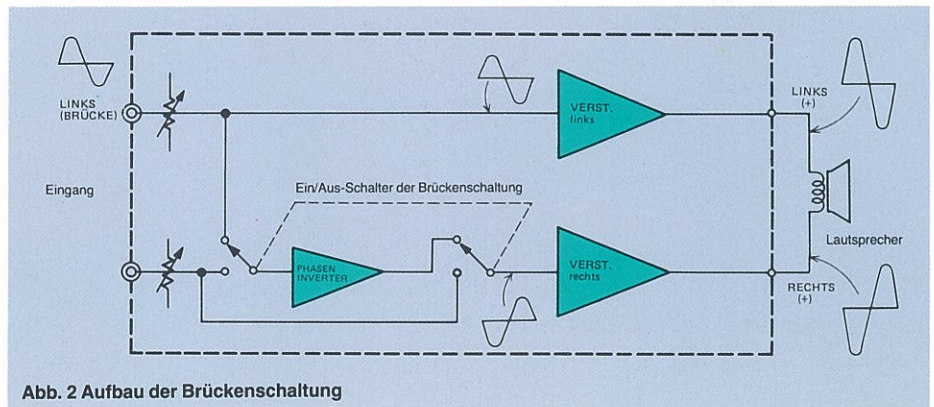 LINKS
(BRÜCKE)
Eingang
VERST.
links
LINKS
(+)
Ein/Aus-Schalter der Brückenschaltung
PHASEN
INVERTER
VERST.
rechts
Lautsprecher
RECHTS
(+)
Abb. 2 Aufbau der Brückenschaltung